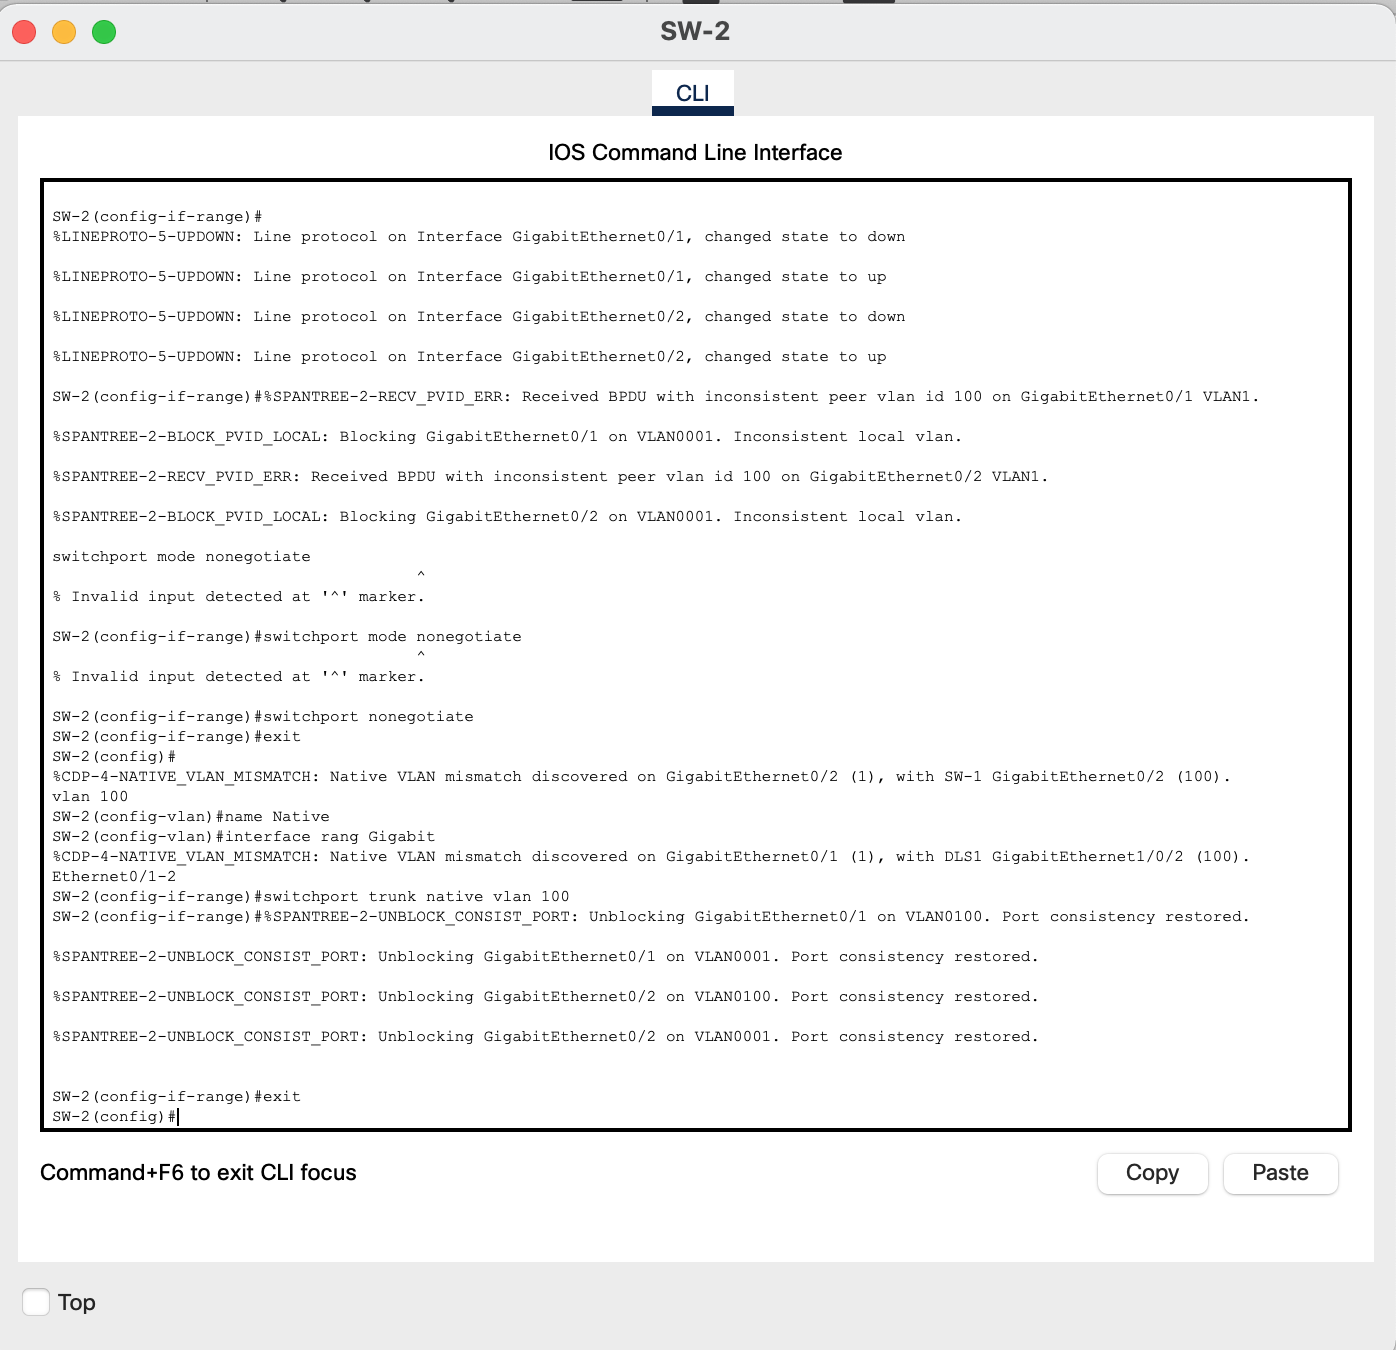 SW-2
CLI
IOS Command Line Interface
SW-2(config-if-range)#
%LINEPROTO-5-UPDOWN: Line protocol on Interface GigabitEthernet0/1, changed state to down
%LINEPROTO-5-UPDOWN: Line protocol on Interface GigabitEthernet0/1, changed state to up
%LINEPROTO-5-UPDOWN: Line protocol on Interface GigabitEthernet0/2, changed state to down
%LINEPROTO-5-UPDOWN: Line protocol on Interface GigabitEthernet0/2, changed state to up
SW-2(config-if-range)#%SPANTREE-2-RECV_PVID_ERR: Received BPDU with inconsistent peer vlan id 100 on GigabitEthernet0/1 VLAN1.
%SPANTREE-2-BLOCK_PVID_LOCAL: Blocking GigabitEthernet0/1 on VLAN0001. Inconsistent local vlan.
%SPANTREE-2-RECV_PVID_ERR: Received BPDU with inconsistent peer vlan id 100 on GigabitEthernet0/2 VLAN1.
%SPANTREE-2-BLOCK_PVID_LOCAL: Blocking GigabitEthernet0/2 on VLAN0001. Inconsistent local vlan.
switchport mode nonegotiate
^
% Invalid input detected at '^' marker.
SW-2(config-if-range)#switchport mode nonegotiate
^
% Invalid input detected at '^' marker.
SW-2(config-if-range)#switchport nonegotiate
SW-2(config-if-range)#exit
SW-2(config)#
%CDP-4-NATIVE_VLAN_MISMATCH: Native VLAN mismatch discovered on GigabitEthernet0/2 (1), with SW-1 GigabitEthernet0/2 (100).
vlan 100
SW-2(config-vlan)#name Native
SW-2(config-vlan)#interface rang Gigabit
%CDP-4-NATIVE_VLAN_MISMATCH: Native VLAN mismatch discovered on GigabitEthernet0/1 (1), with DLS1 GigabitEthernet1/0/2 (100).
Ethernet0/1-2
SW-2(config-if-range)#switchport trunk native vlan 100
SW-2(config-if-range)#%SPANTREE-2-UNBLOCK_CONSIST_PORT: Unblocking GigabitEthernet0/1 on VLAN0100. Port consistency restored.
%SPANTREE-2-UNBLOCK_CONSIST_PORT: Unblocking GigabitEthernet0/1 on VLAN0001. Port consistency restored.
%SPANTREE-2-UNBLOCK_CONSIST_PORT: Unblocking GigabitEthernet0/2 on VLAN0100. Port consistency restored.
%SPANTREE-2-UNBLOCK_CONSIST_PORT: Unblocking GigabitEthernet0/2 on VLAN0001. Port consistency restored.
SW-2(config-if-range)#exit
SW-2(config)#
Command+F6 to exit CLI focus
Copy
Paste
Top